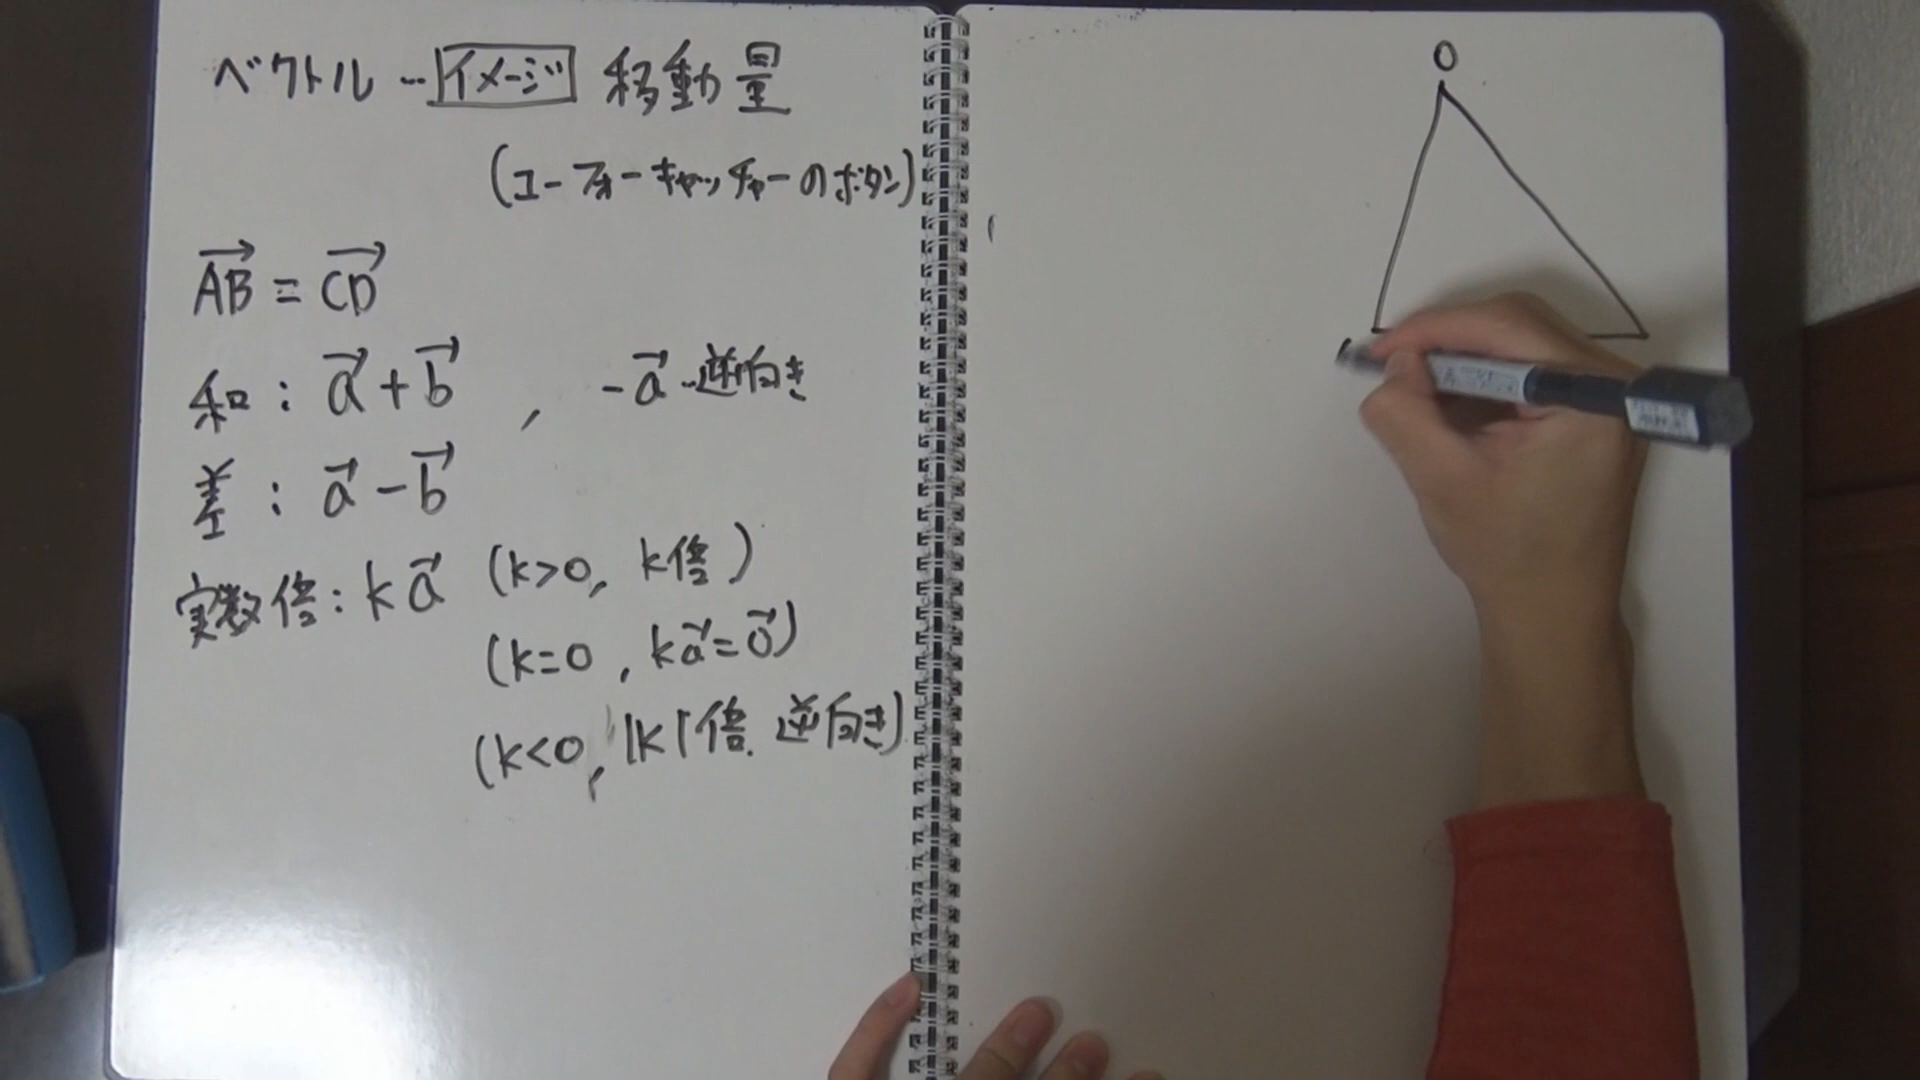 ベクトル…イメージ 移動量
(ユーフォーキャッチャーのボタン)
AB→ = CD→
和 : a→ + b→ , -a→…逆向き
差 : a→ - b→
実数倍 : ka→ (k>0, k倍)
(k=0, ka→=0→)
(k<0, |k|倍. 逆向き)
O